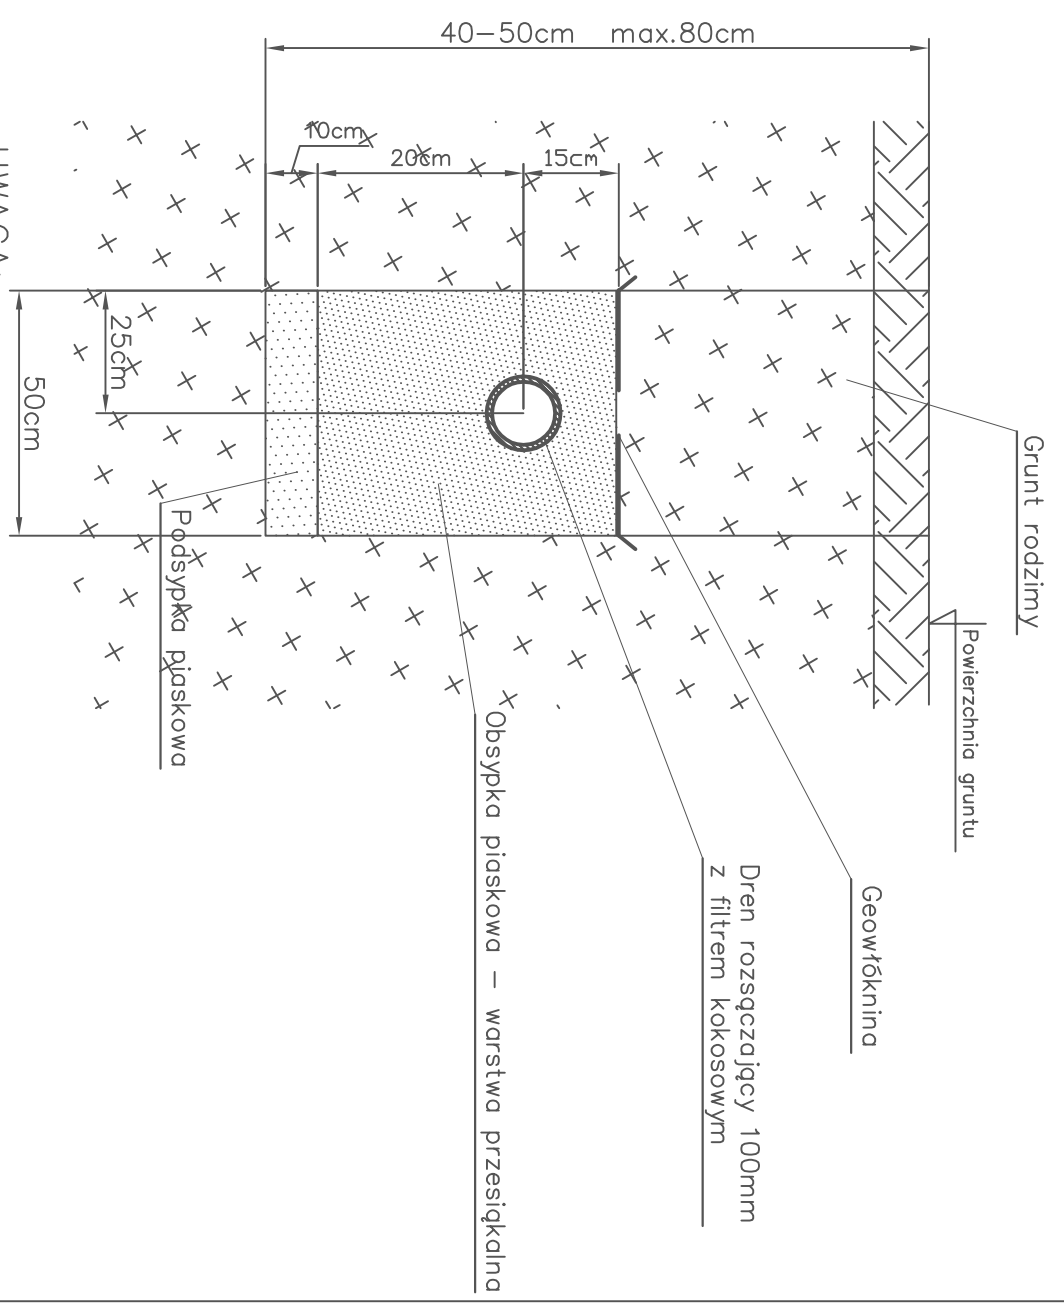 Grunt rodzimy
Powierzchnia gruntu
Geowłóknina
Dren rozsączający 100mm
z filtrem kokosowym
Obsypka piaskowa – warstwa przesiąkalna
Podsypka piaskowa
40–50cm max.80cm
10cm
20cm
15cm
25cm
50cm